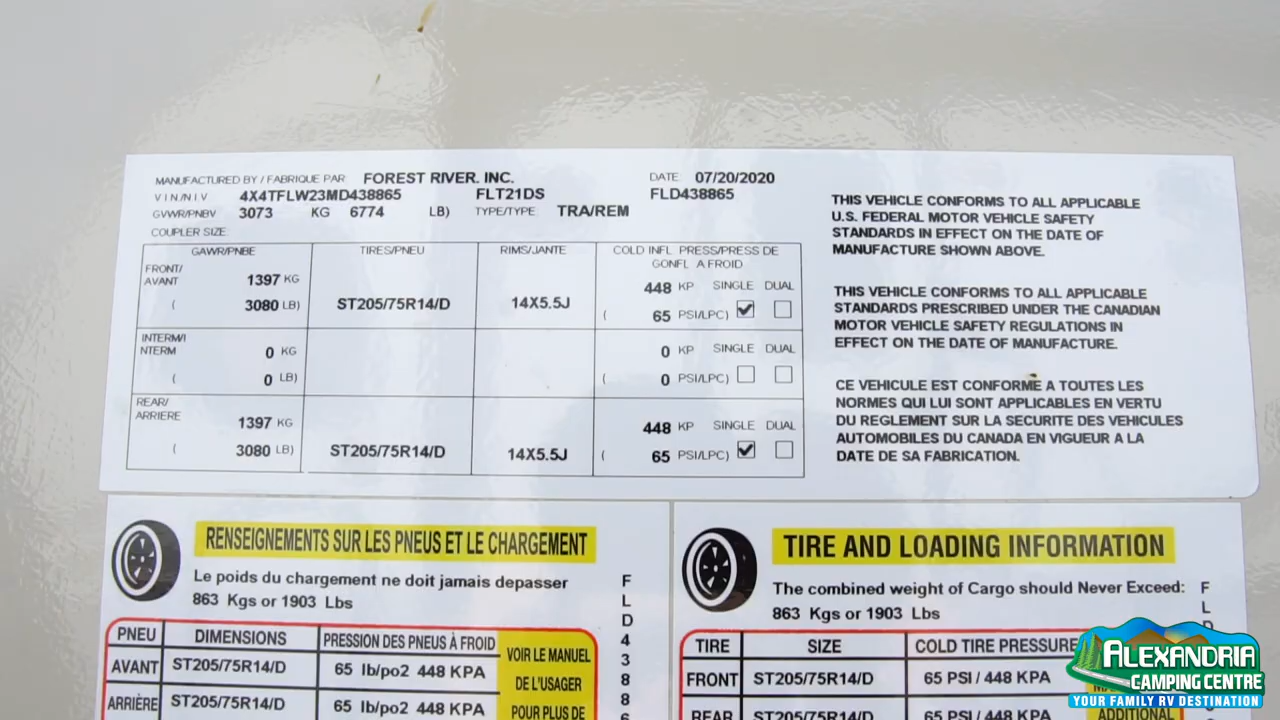 MANUFACTURED BY / FABRIQUE PAR FOREST RIVER. INC. DATE: 07/20/2020
VIN/NIV 4X4TFLW23MD438865 FLT21DS FLD438865
GVWR/PNBV 3073 KG 6774 LB) TYPE/TYPE TRA/REM
COUPLER SIZE:
GAWR/PNBE TIRES/PNEU RIMS/JANTE COLD INFL PRESS/PRESS DE
GONFL A FROID
FRONT/
AVANT 1397 KG 448 KP SINGLE DUAL
( 3080 LB) ST205/75R14/D 14X5.5J ( 65 PSI/LPC)
INTERM/I
NTERM 0 KG 0 KP SINGLE DUAL
( 0 LB) ( 0 PSI/LPC)
REAR/
ARRIERE 1397 KG 448 KP SINGLE DUAL
( 3080 LB) ST205/75R14/D 14X5.5J ( 65 PSI/LPC)
THIS VEHICLE CONFORMS TO ALL APPLICABLE
U.S. FEDERAL MOTOR VEHICLE SAFETY
STANDARDS IN EFFECT ON THE DATE OF
MANUFACTURE SHOWN ABOVE.
THIS VEHICLE CONFORMS TO ALL APPLICABLE
STANDARDS PRESCRIBED UNDER THE CANADIAN
MOTOR VEHICLE SAFETY REGULATIONS IN
EFFECT ON THE DATE OF MANUFACTURE.
CE VEHICULE EST CONFORME A TOUTES LES
NORMES QUI LUI SONT APPLICABLES EN VERTU
DU REGLEMENT SUR LA SECURITE DES VEHICULES
AUTOMOBILES DU CANADA EN VIGUEUR A LA
DATE DE SA FABRICATION.
RENSEIGNEMENTS SUR LES PNEUS ET LE CHARGEMENT
Le poids du chargement ne doit jamais depasser
863 Kgs or 1903 Lbs
PNEU DIMENSIONS PRESSION DES PNEUS À FROID
AVANT ST205/75R14/D 65 lb/po2 448 KPA
ARRIÈRE ST205/75R14/D 65 lb/po2 448 KPA
VOIR LE MANUEL
DE L'USAGER
POUR PLUS DE
F
L
D
4
3
8
8
6
TIRE AND LOADING INFORMATION
The combined weight of Cargo should Never Exceed:
863 Kgs or 1903 Lbs
TIRE SIZE COLD TIRE PRESSURE
FRONT ST205/75R14/D 65 PSI / 448 KPA
REAR ST205/75R14/D 65 PSI / 448 KPA
ADDITIONAL
F
L
D
ALEXANDRIA
CAMPING CENTRE
YOUR FAMILY RV DESTINATION